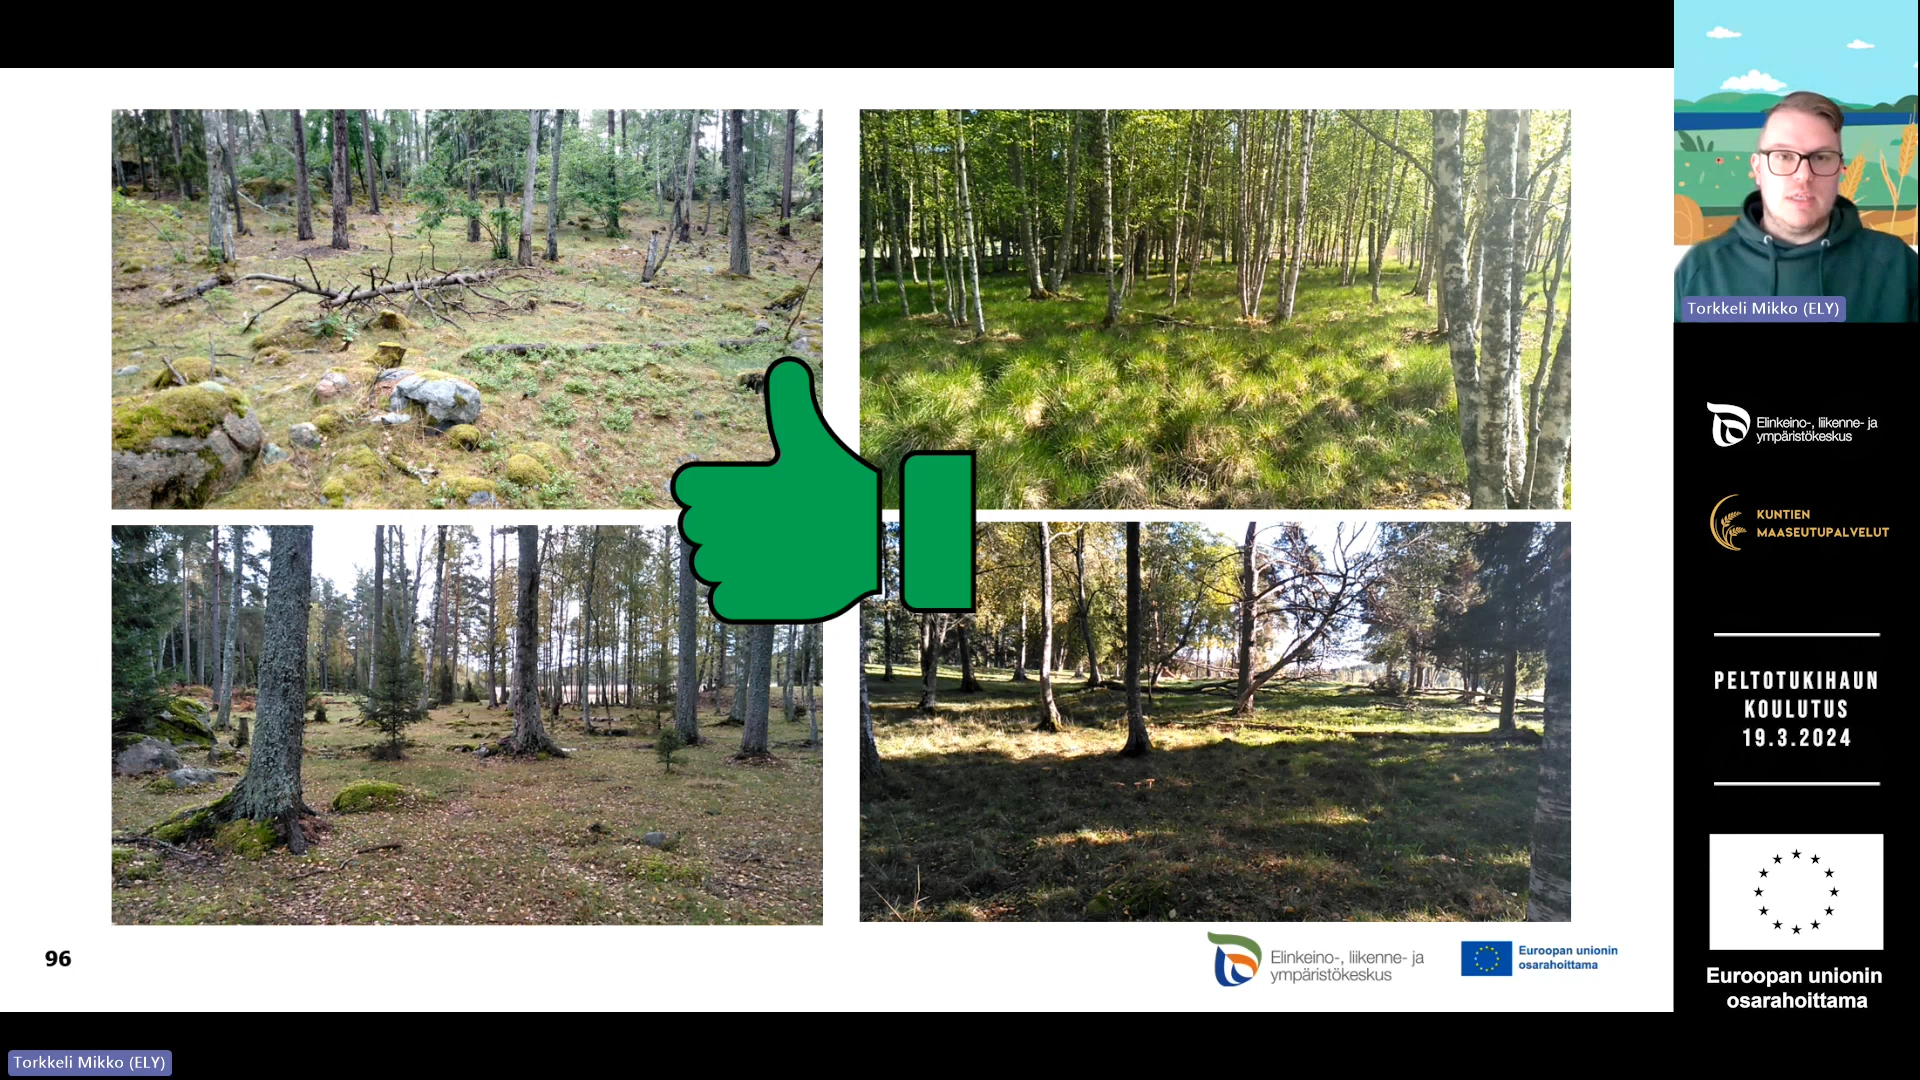 Torkkeli Mikko (ELY)
Elinkeino-, liikenne- ja
ympäristökeskus
KUNTIEN
MAASEUTUPALVELUT
PELTOTUKIHAUN
KOULUTUS
19.3.2024
Euroopan unionin
osarahoittama
96
Elinkeino-, liikenne- ja
ympäristökeskus
Euroopan unionin
osarahoittama
Torkkeli Mikko (ELY)